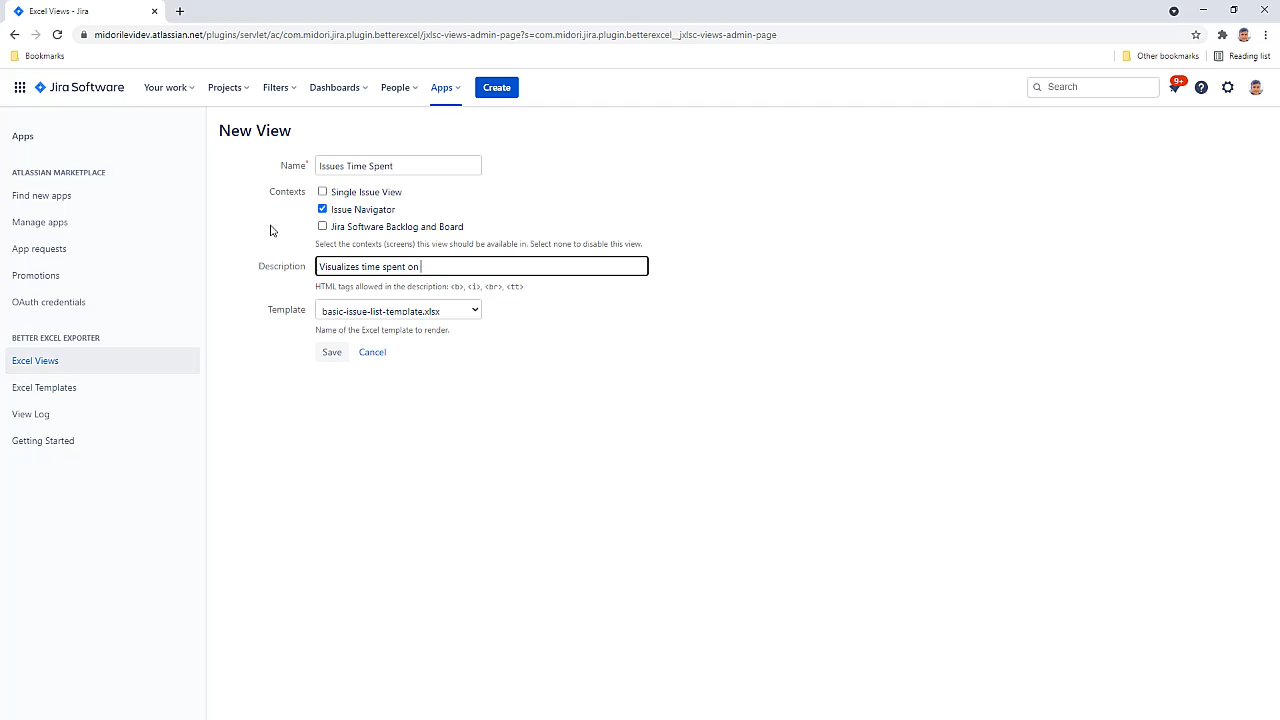 Excel Views - Jira
midorilevidev.atlassian.net/plugins/servlet/ac/com.midori.jira.plugin.betterexcel/jxlsc-views-admin-page?s=com.midori.jira.plugin.betterexcel__jxlsc-views-admin-page
Bookmarks Other bookmarks Reading list
Jira Software Your work Projects Filters Dashboards People Apps Create Search 9+
Apps
ATLASSIAN MARKETPLACE
Find new apps
Manage apps
App requests
Promotions
OAuth credentials
BETTER EXCEL EXPORTER
Excel Views
Excel Templates
View Log
Getting Started
New View
Name* Issues Time Spent
Contexts Single Issue View
Issue Navigator
Jira Software Backlog and Board
Select the contexts (screens) this view should be available in. Select none to disable this view.
Description Visualizes time spent on
HTML tags allowed in the description: <b>, <i>, <br>, <tt>
Template basic-issue-list-template.xlsx
Name of the Excel template to render.
Save Cancel